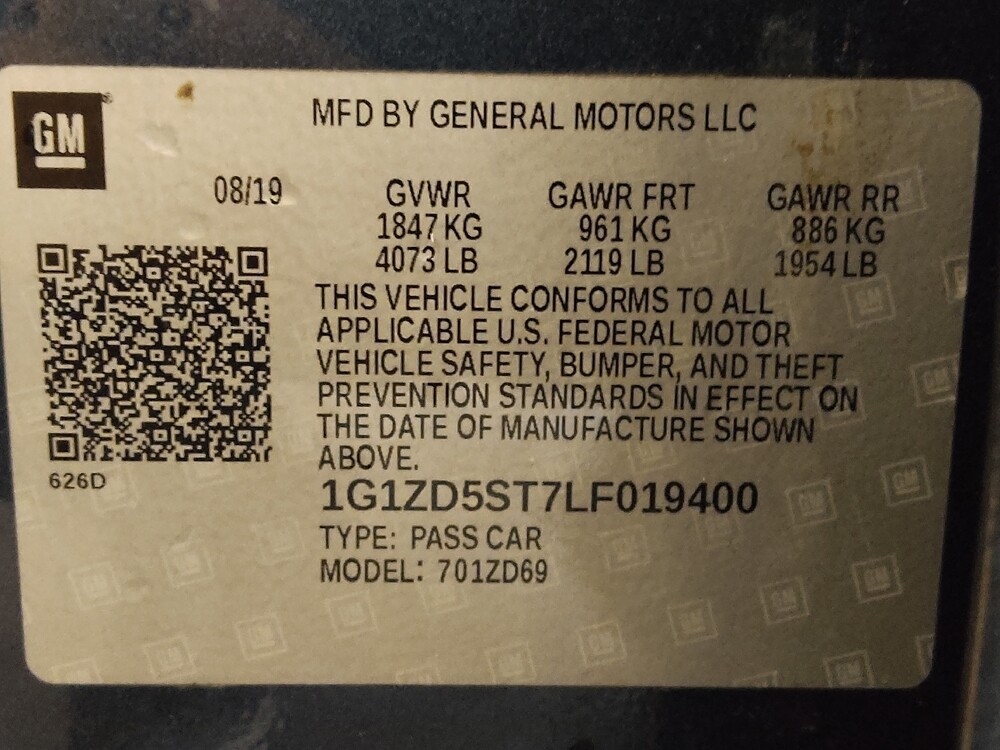 GM
MFD BY GENERAL MOTORS LLC
08/19 GVWR GAWR FRT GAWR RR
1847 KG 961 KG 886 KG
4073 LB 2119 LB 1954 LB
THIS VEHICLE CONFORMS TO ALL
APPLICABLE U.S. FEDERAL MOTOR
VEHICLE SAFETY, BUMPER, AND THEFT
PREVENTION STANDARDS IN EFFECT ON
THE DATE OF MANUFACTURE SHOWN
ABOVE.
626D
1G1ZD5ST7LF019400
TYPE: PASS CAR
MODEL: 701ZD69